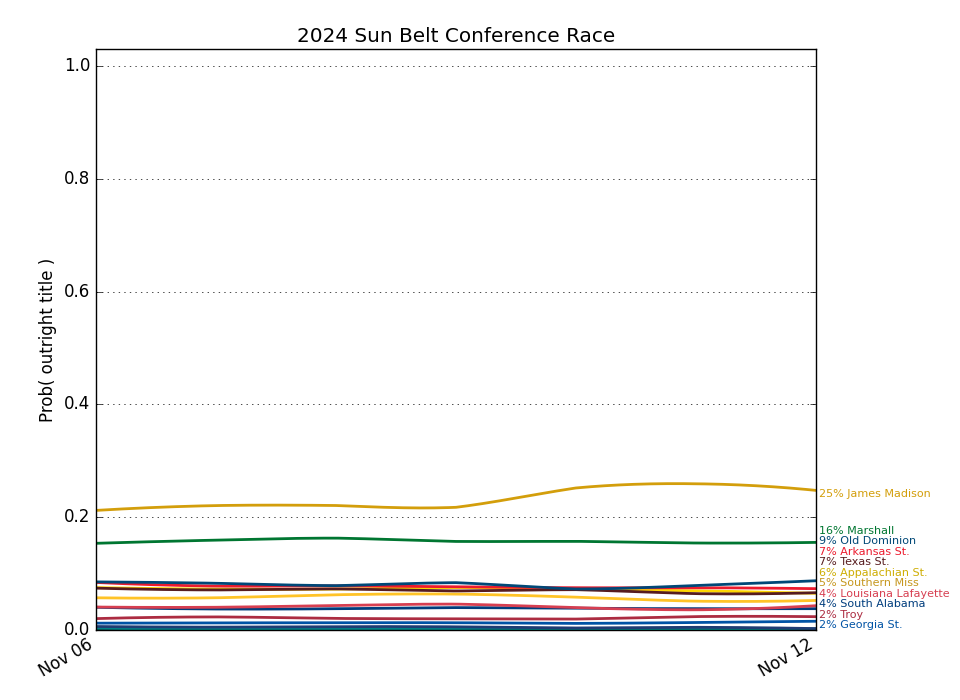 2024 Sun Belt Conference Race
Prob( outright title )
1.0
0.8
0.6
0.4
0.2
0.0
Nov 06
Nov 12
25% James Madison
16% Marshall
9% Old Dominion
7% Arkansas St.
7% Texas St.
6% Appalachian St.
5% Southern Miss
4% Louisiana Lafayette
4% South Alabama
2% Troy
2% Georgia St.